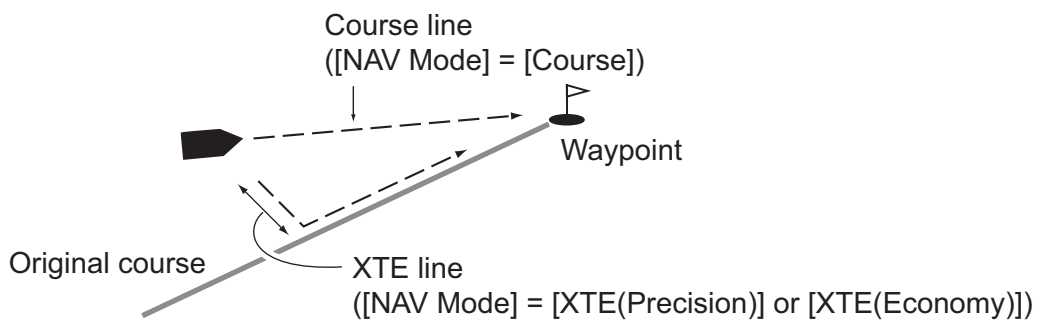 Course line
([NAV Mode] = [Course])
Waypoint
Original course
XTE line
([NAV Mode] = [XTE(Precision)] or [XTE(Economy)])